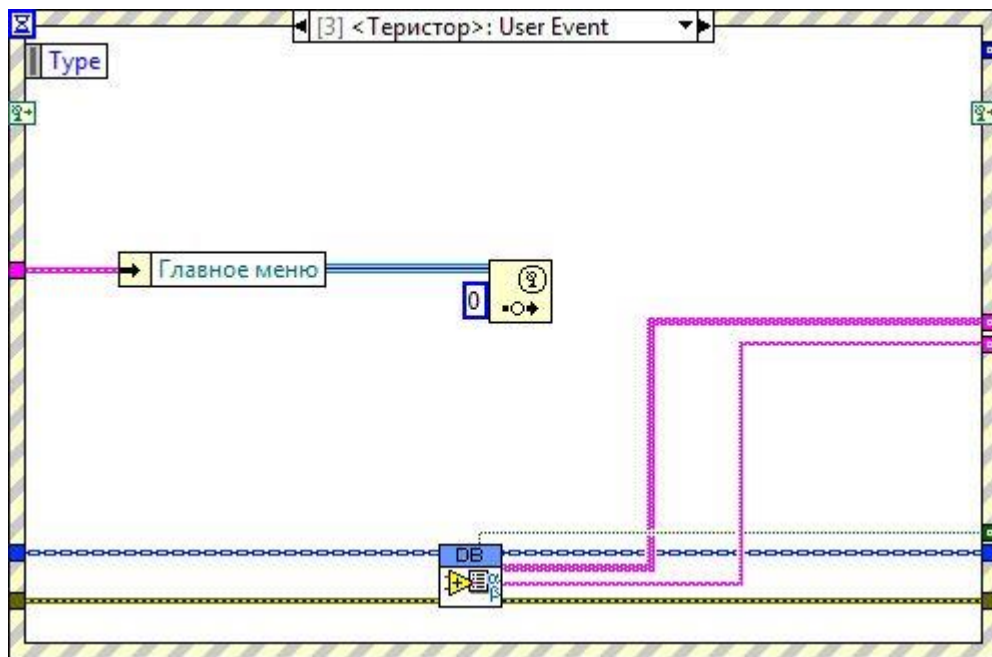 [3] <Теристор>: User Event
Type
Главное меню
0
DB
α
β